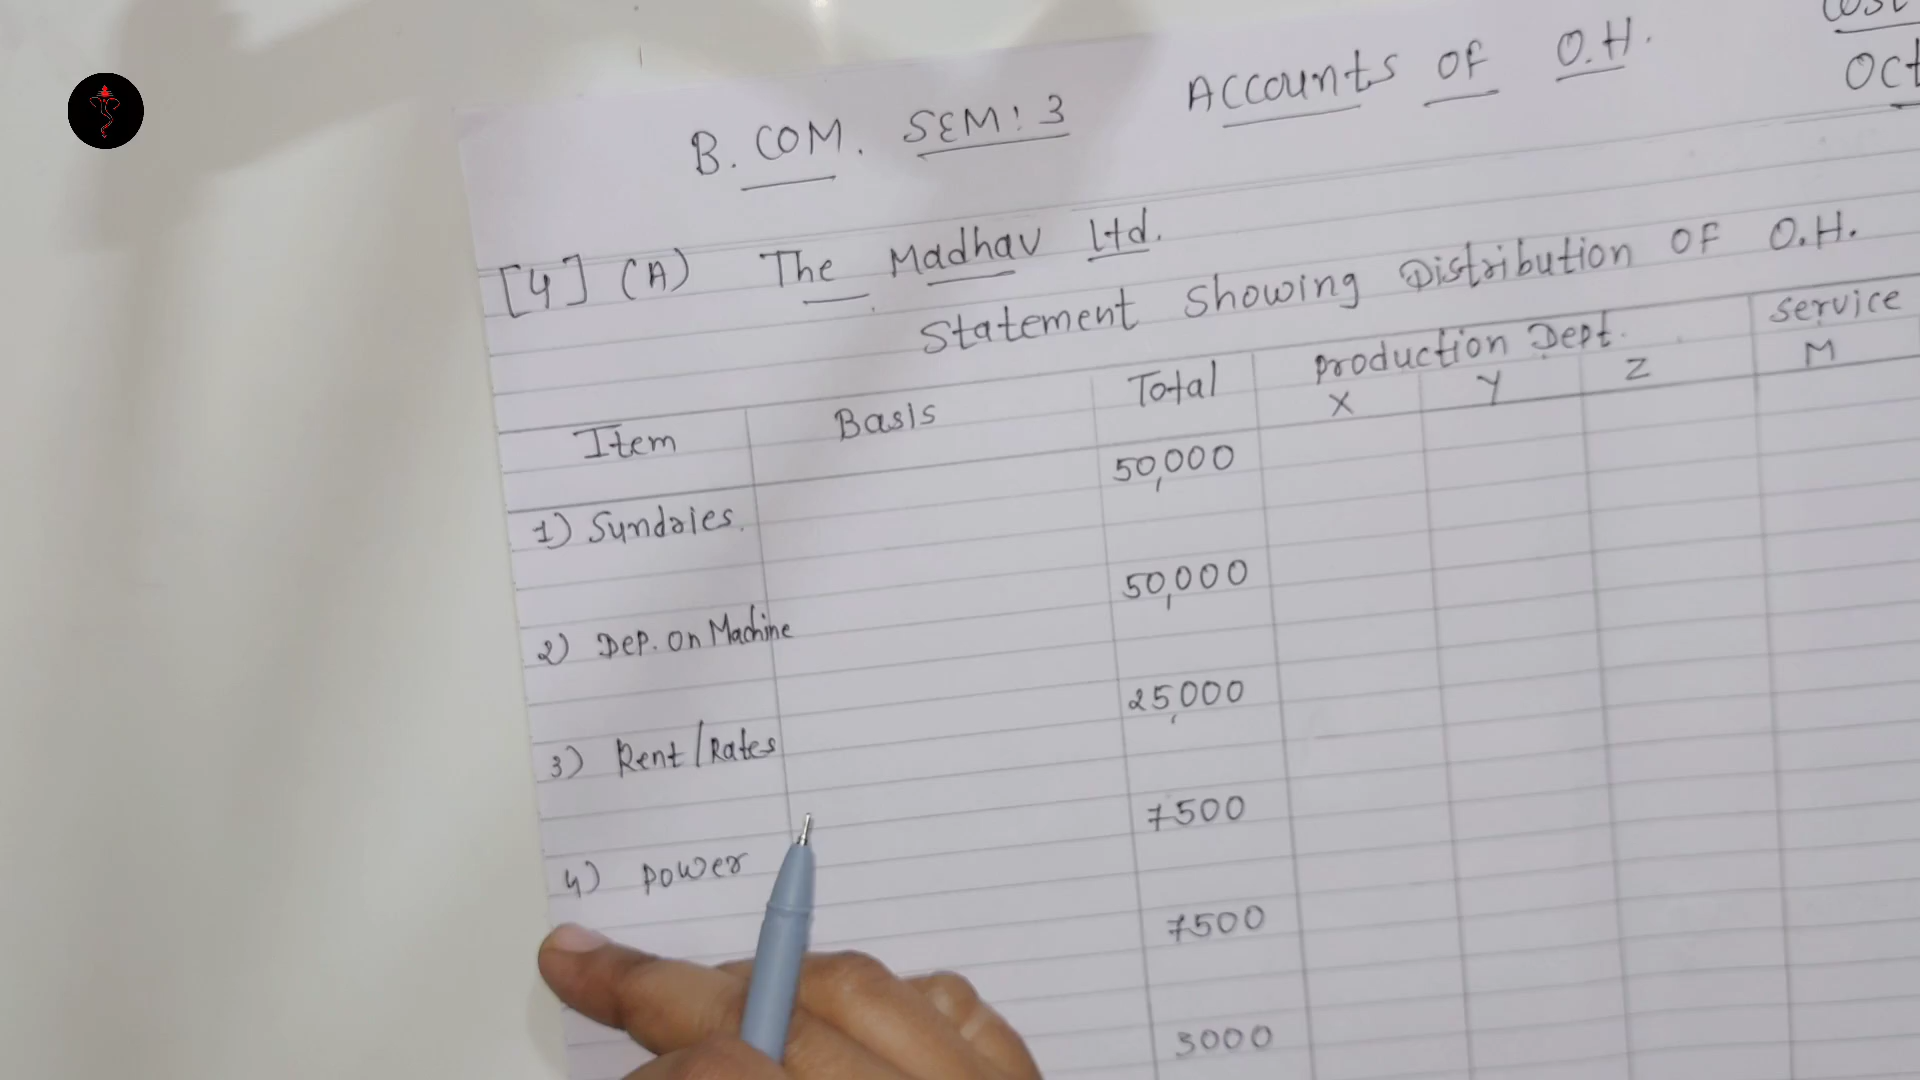 B. COM. SEM: 3 Accounts OF O.H.
Oct
[4] (A) The Madhav Ltd.
Statement showing Distribution OF O.H.
Item Basis Total Production Dept. Service
X Y Z M
50,000
1) Sundries.
50,000
2) Dep. on Machine
25,000
3) Rent/Rates
7500
4) power
7500
3000